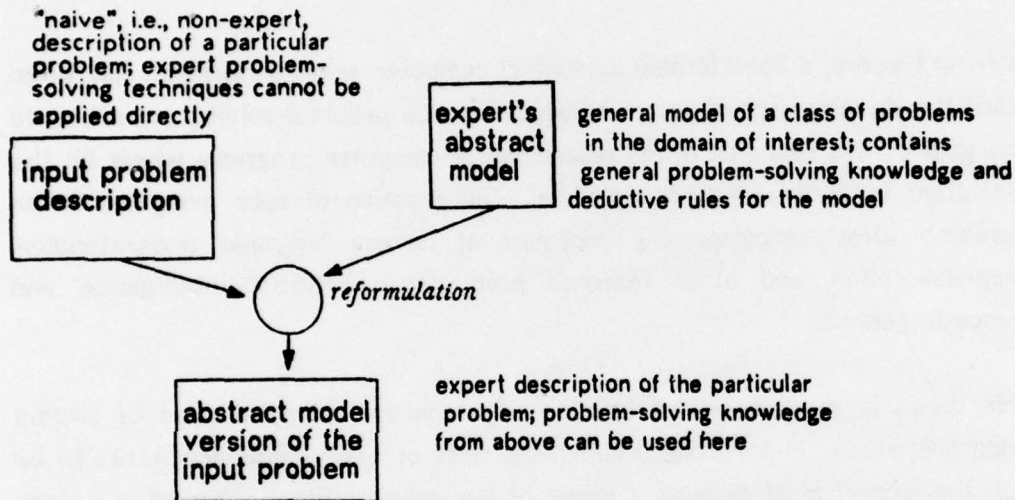 "naive", i.e., non-expert,
description of a particular
problem; expert problem-
solving techniques cannot be
applied directly
input problem
description
expert's
abstract
model
general model of a class of problems
in the domain of interest; contains
general problem-solving knowledge and
deductive rules for the model
reformulation
abstract model
version of the
input problem
expert description of the particular
problem; problem-solving knowledge
from above can be used here